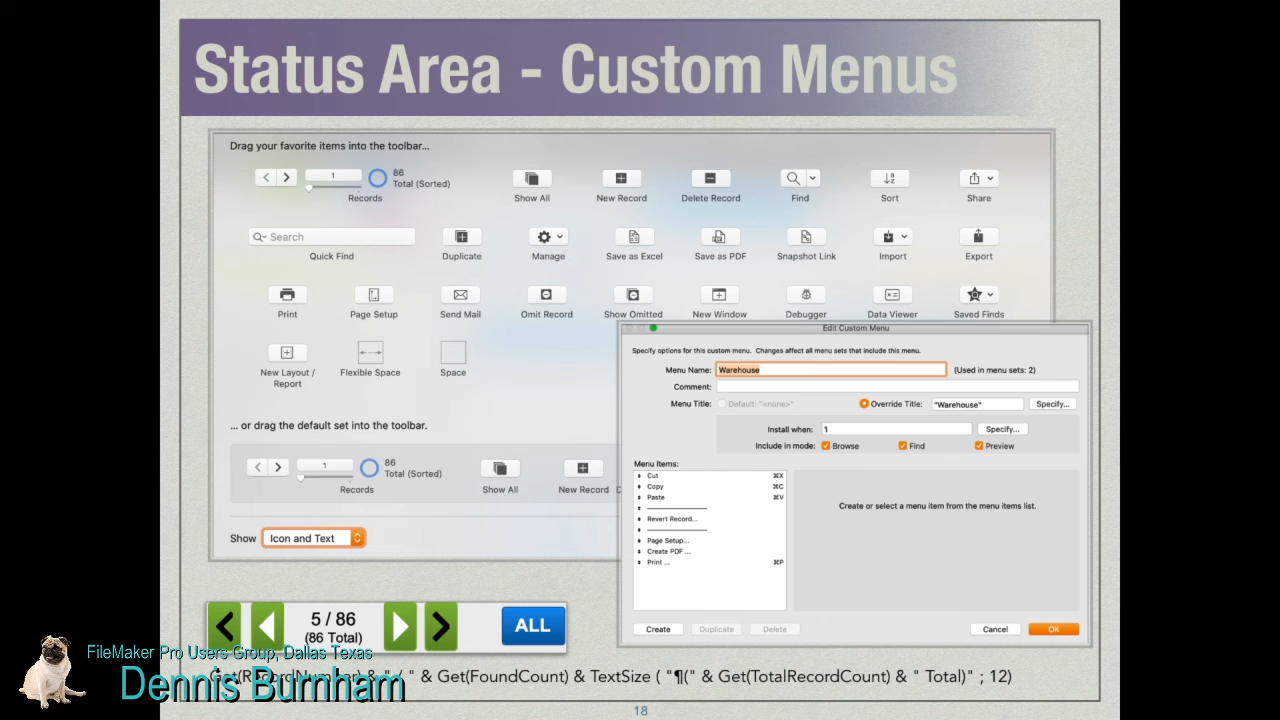 Status Area - Custom Menus
Drag your favorite items into the toolbar...
1
86
Total (Sorted)
Records
Show All
New Record
Delete Record
Find
Sort
Share
Search
Quick Find
Duplicate
Manage
Save as Excel
Save as PDF
Snapshot Link
Import
Export
Print
Page Setup
Send Mail
Omit Record
Show Omitted
New Window
Debugger
Data Viewer
Saved Finds
New Layout /
Report
Flexible Space
Space
... or drag the default set into the toolbar.
1
86
Total (Sorted)
Records
Show All
New Record
D
Show Icon and Text
Edit Custom Menu
Specify options for this custom menu. Changes affect all menu sets that include this menu.
Menu Name: Warehouse (Used in menu sets: 2)
Comment:
Menu Title: Default: "<none>" Override Title: "Warehouse" Specify...
Install when: 1 Specify...
Include in mode: Browse Find Preview
Menu Items:
Cut ⌘X
Copy ⌘C
Paste ⌘V
Revert Record...
Page Setup...
Create PDF ...
Print ... ⌘P
Create or select a menu item from the menu items list.
Create Duplicate Delete Cancel OK
5 / 86
(86 Total)
ALL
FileMaker Pro Users Group, Dallas Texas
Dennis Burnham
" & Get(FoundCount) & TextSize ( "¶(" & Get(TotalRecordCount) & " Total)" ; 12)
18